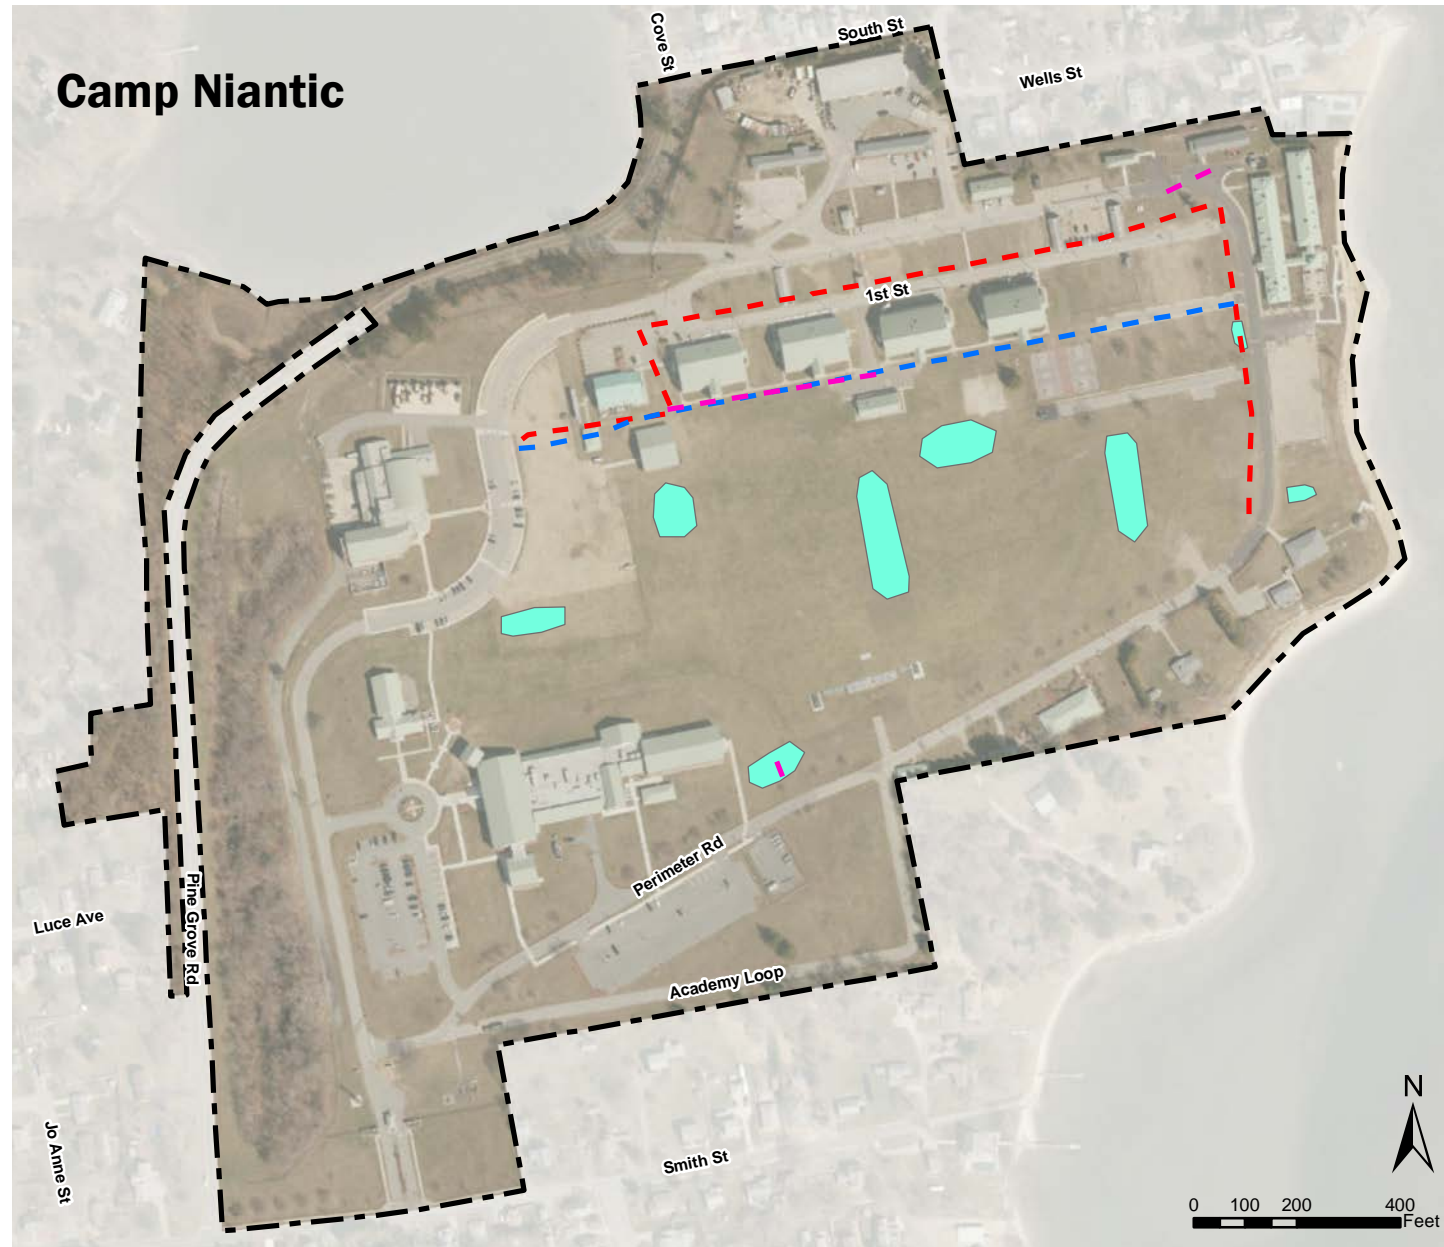 South St
Cove St
Wells St
Camp Niantic
1st St
Perimeter Rd
Pine Grove Rd
Luce Ave
Academy Loop
Jo Anne St
Smith St
N
0 100 200 400
Feet